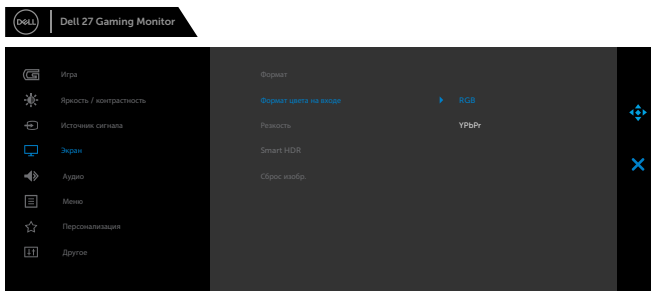 DELL Dell 27 Gaming Monitor
Игра
Яркость / контрастность
Источник сигнала
Экран
Аудио
Меню
Персонализация
Другое
Формат
Формат цвета на входе
Резкость
Smart HDR
Сброс изобр.
RGB
YPbPr